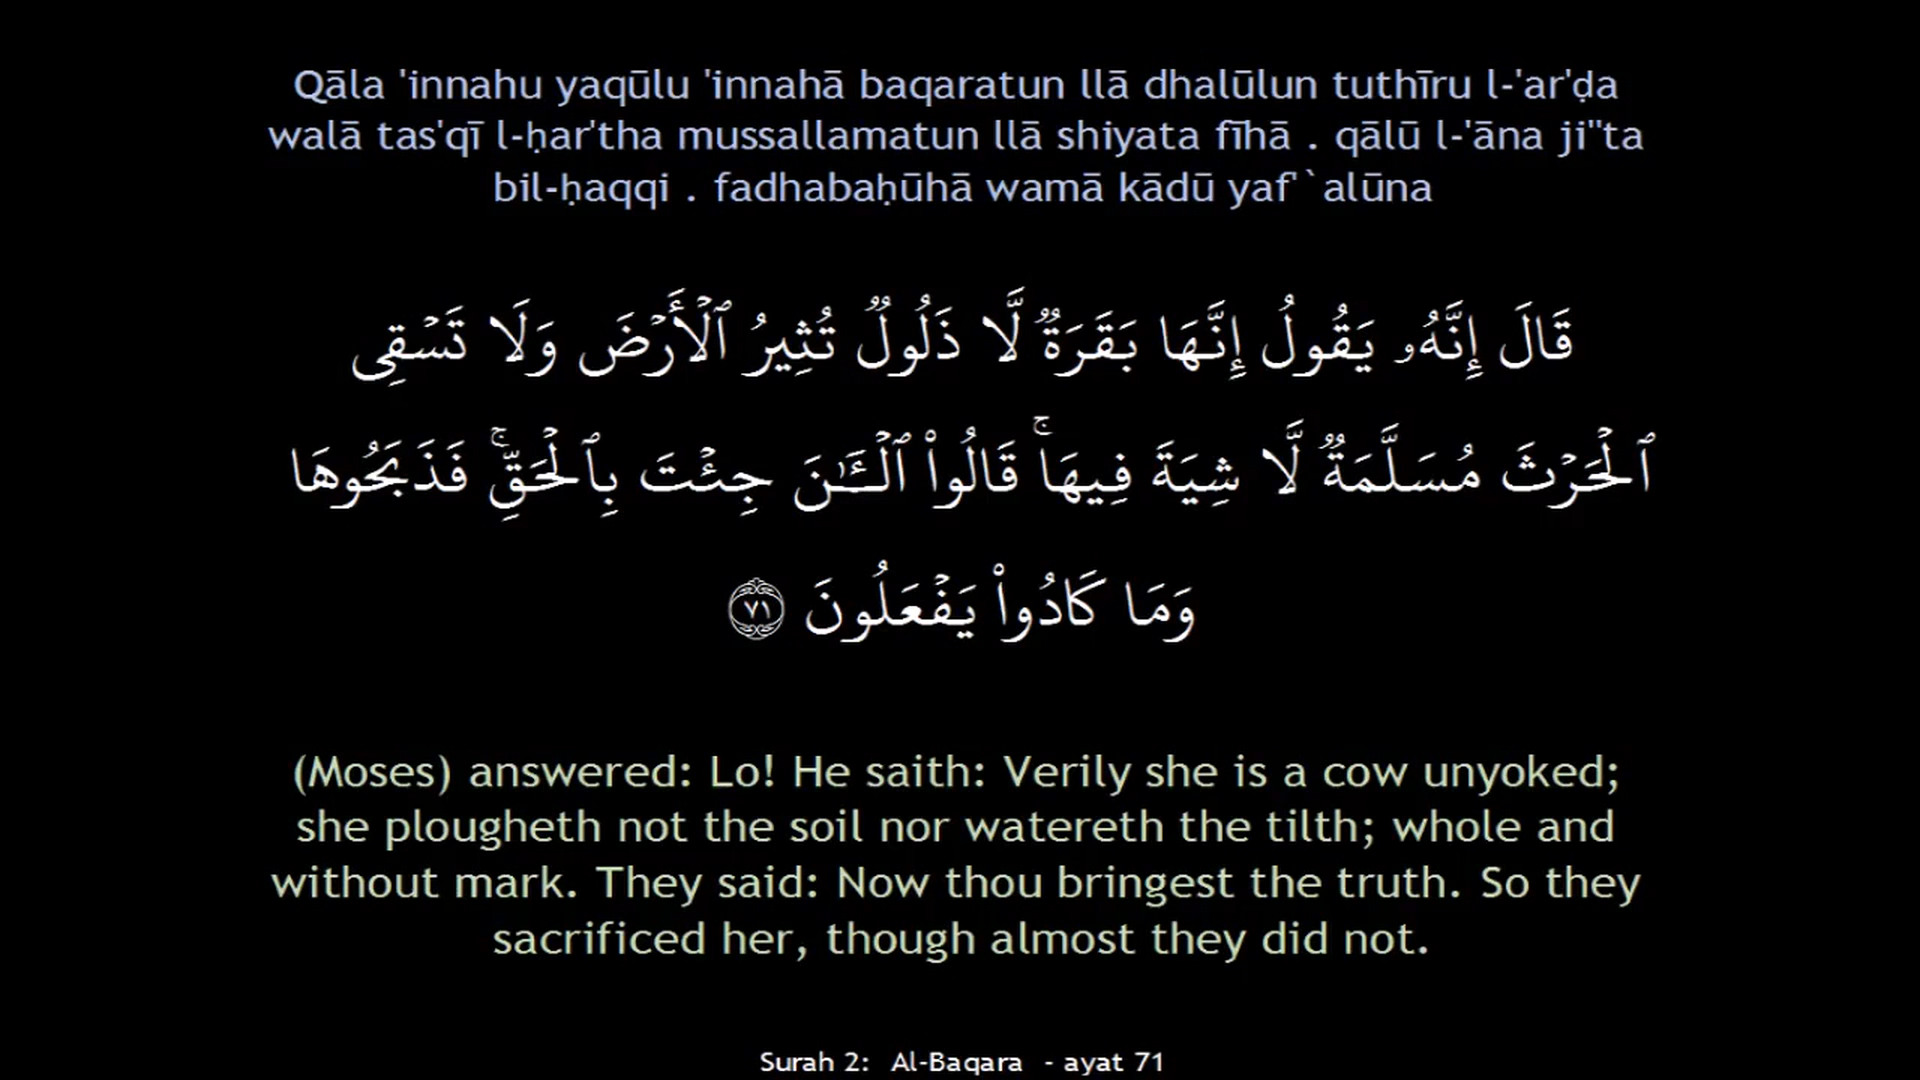 Qāla 'innahu yaqūlu 'innahā baqaratun llā dhalūlun tuthīru l-'ar'ḍa
walā tas'qī l-ḥar'tha mussallamatun llā shiyata fīhā . qālū l-'āna ji''ta
bil-ḥaqqi . fadhabaḥūhā wamā kādū yaf'`alūna
قَالَ إِنَّهُۥ يَقُولُ إِنَّهَا بَقَرَةٌ لَّا ذَلُولٌ تُثِيرُ ٱلْأَرْضَ وَلَا تَسْقِى
ٱلْحَرْثَ مُسَلَّمَةٌ لَّا شِيَةَ فِيهَا ۚ قَالُوا۟ ٱلْـَٔـٰنَ جِئْتَ بِٱلْحَقِّ ۚ فَذَبَحُوهَا
وَمَا كَادُوا۟ يَفْعَلُونَ ٧١
(Moses) answered: Lo! He saith: Verily she is a cow unyoked;
she plougheth not the soil nor watereth the tilth; whole and
without mark. They said: Now thou bringest the truth. So they
sacrificed her, though almost they did not.
Surah 2: Al-Baqara - ayat 71